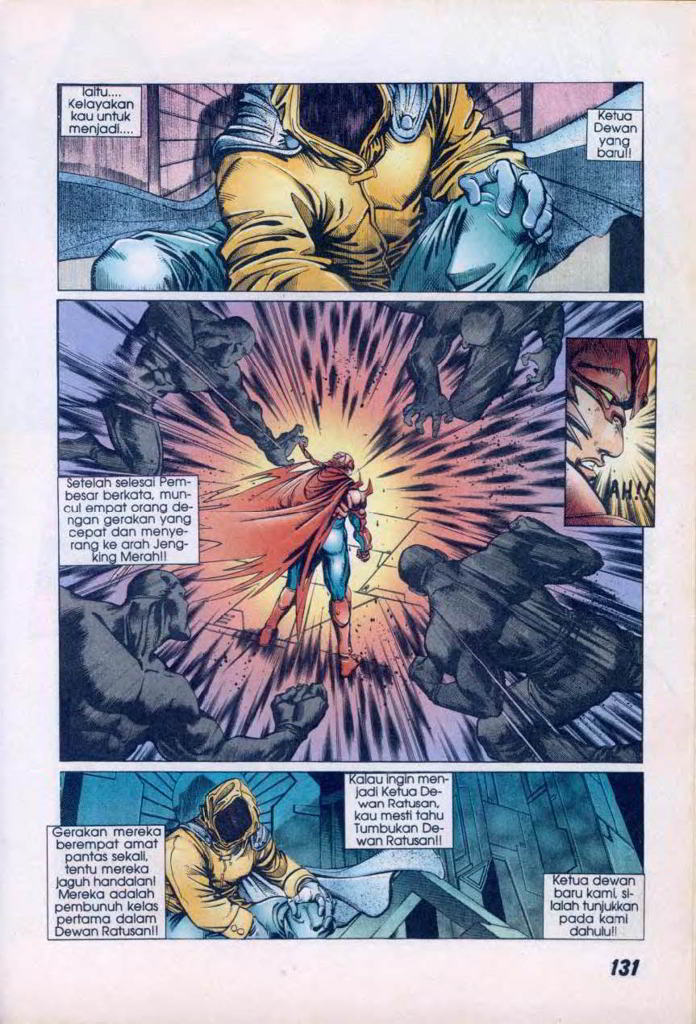 Iaitu....
Kelayakan
kau untuk
menjadi....
Ketua
Dewan
yang
baru!!
Setelah selesai Pem-
besar berkata, mun-
cul empat orang de-
ngan gerakan yang
cepat dan menye-
rang ke arah Jeng-
king Merah!!
AH!!
Kalau ingin men-
jadi Ketua De-
wan Ratusan,
kau mesti tahu
Tumbukan De-
wan Ratusan!!
Gerakan mereka
berempat amat
pantas sekali,
tentu mereka
jaguh handalan!
Mereka adalah
pembunuh kelas
pertama dalam
Dewan Ratusan!!
Ketua dewan
baru kami, si-
lalah tunjukkan
pada kami
dahulu!!
131